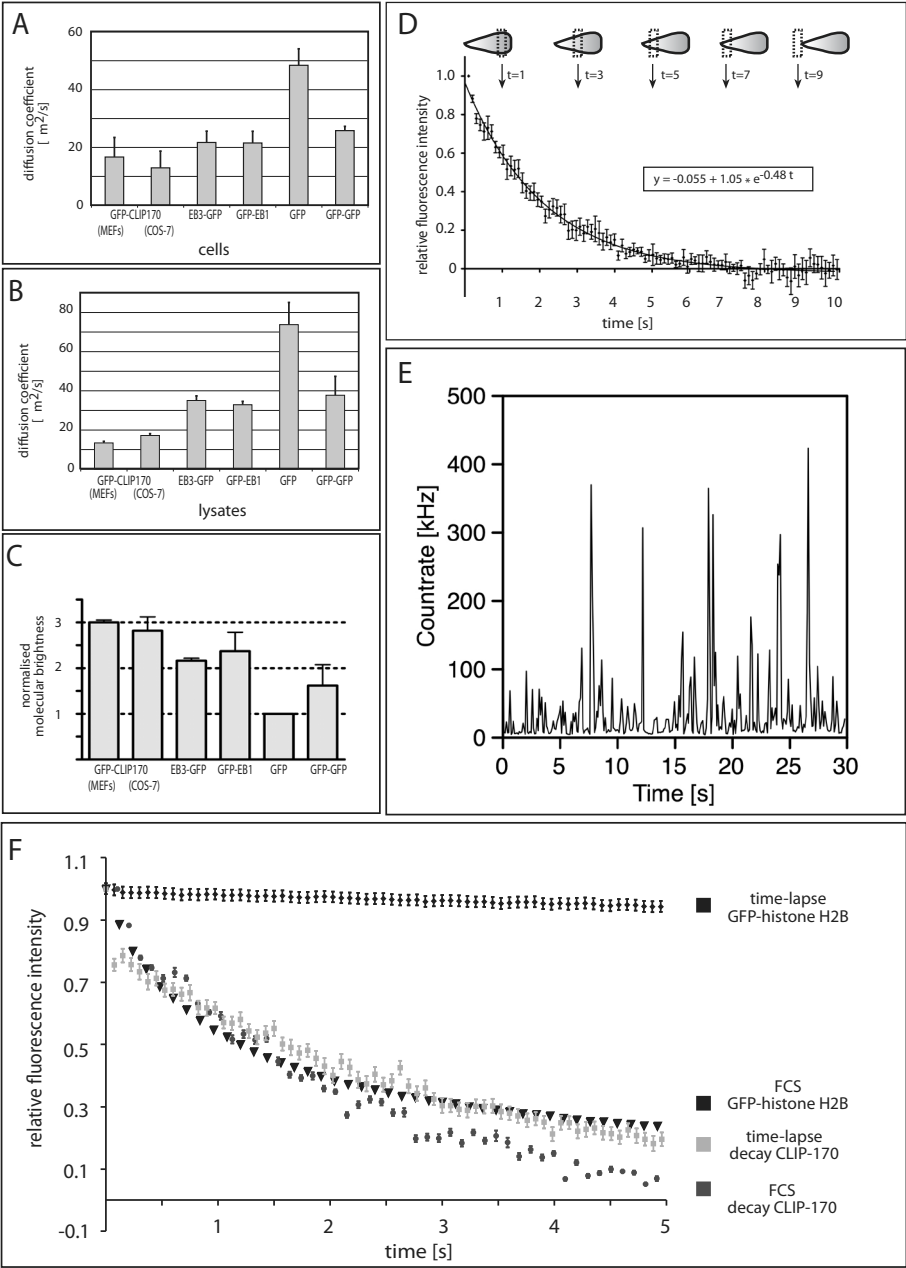 A
60
40
20
0
diffusion coefficient
[ m2/s]
GFP-CLIP170
EB3-GFP
GFP-EB1
GFP
GFP-GFP
(MEFs)
(COS-7)
cells
B
80
60
40
20
0
diffusion coefficient
[ m2/s]
GFP-CLIP170
EB3-GFP
GFP-EB1
GFP
GFP-GFP
(MEFs)
(COS-7)
lysates
C
3
2
1
normalised
molecular brightness
GFP-CLIP170
EB3-GFP
GFP-EB1
GFP
GFP-GFP
(MEFs)
(COS-7)
D
t=1
t=3
t=5
t=7
t=9
1.0
0.8
0.6
0.4
0.2
0
relative fluorescence intensity
y = -0.055 + 1.05 * e-0.48 t
1 2 3 4 5 6 7 8 9 10
time [s]
E
500
400
300
200
100
0
Countrate [kHz]
0 5 10 15 20 25 30
Time [s]
F
1.1
0.9
0.7
0.5
0.3
0.1
-0.1
relative fluorescence intensity
1 2 3 4 5
time [s]
time-lapse
GFP-histone H2B
FCS
GFP-histone H2B
time-lapse
decay CLIP-170
FCS
decay CLIP-170